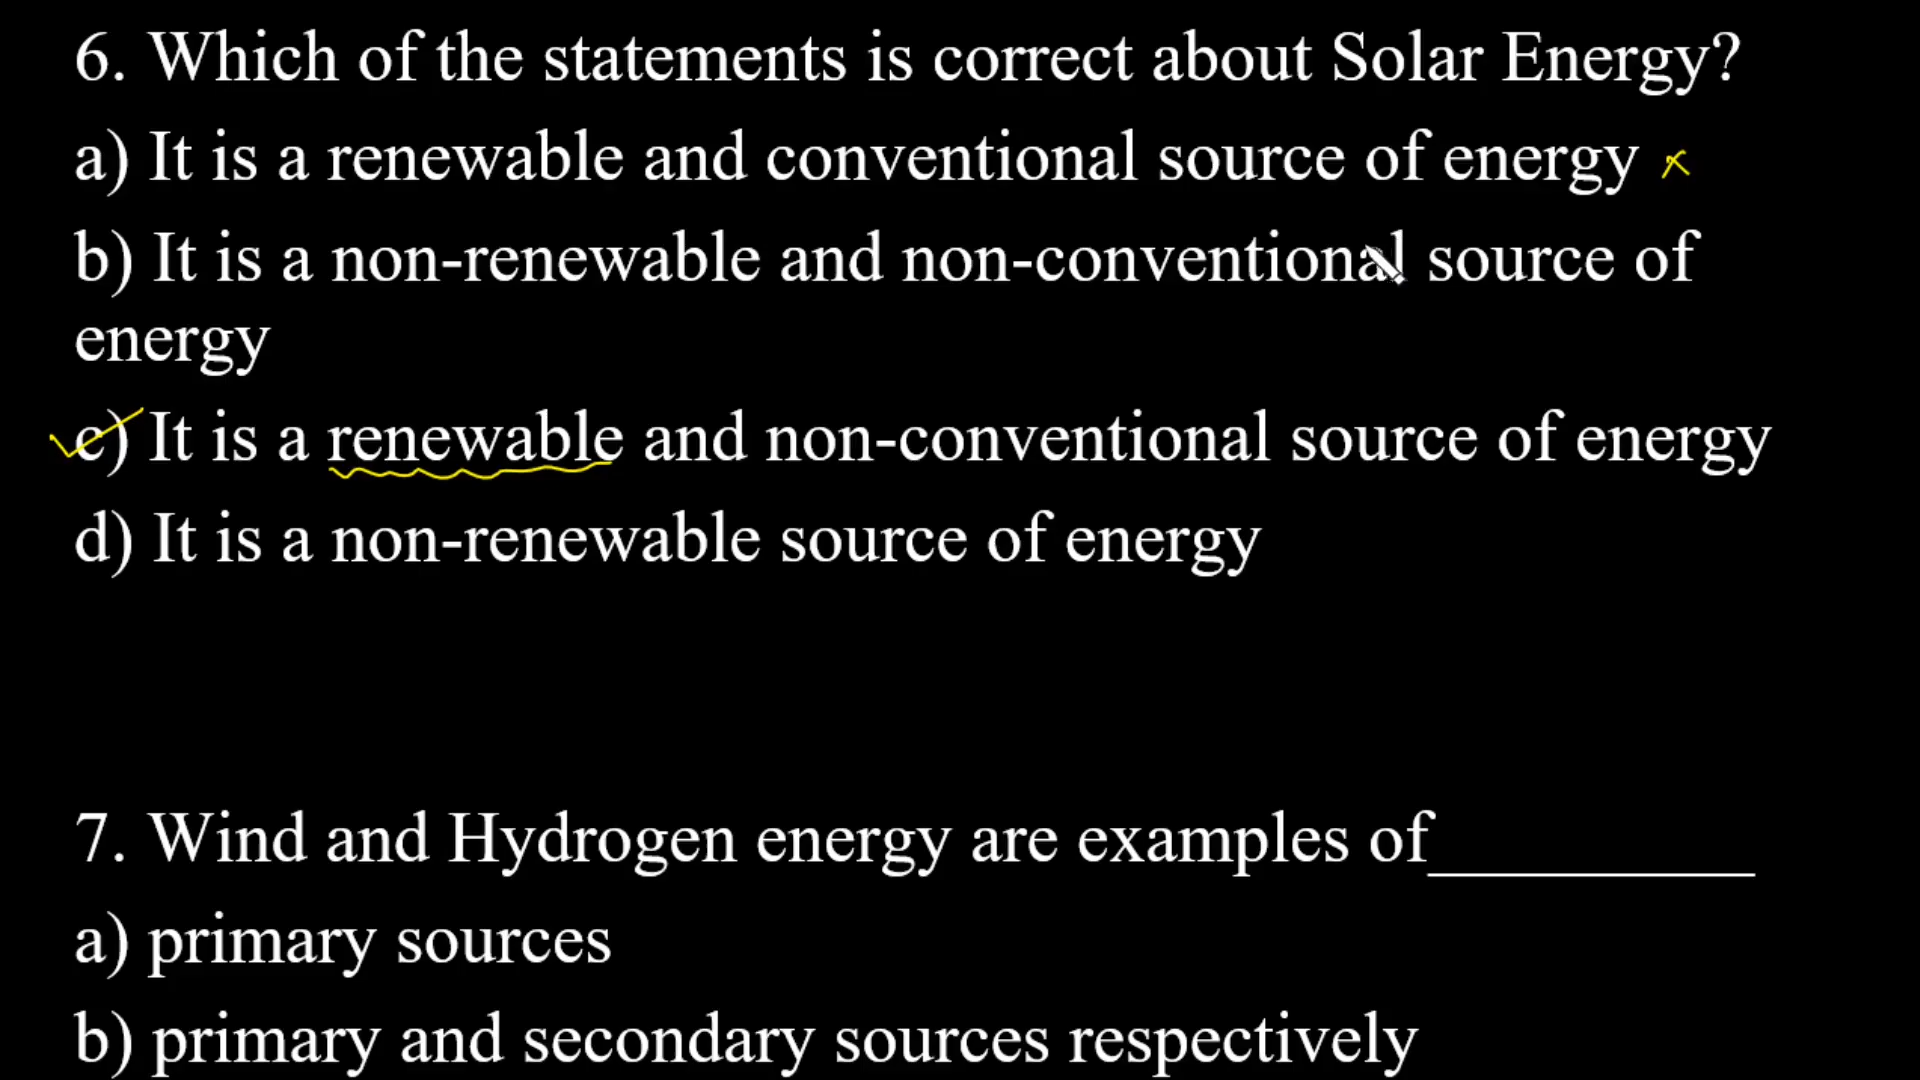 6. Which of the statements is correct about Solar Energy?
a) It is a renewable and conventional source of energy
b) It is a non-renewable and non-conventional source of
energy
c) It is a renewable and non-conventional source of energy
d) It is a non-renewable source of energy
7. Wind and Hydrogen energy are examples of__________
a) primary sources
b) primary and secondary sources respectively